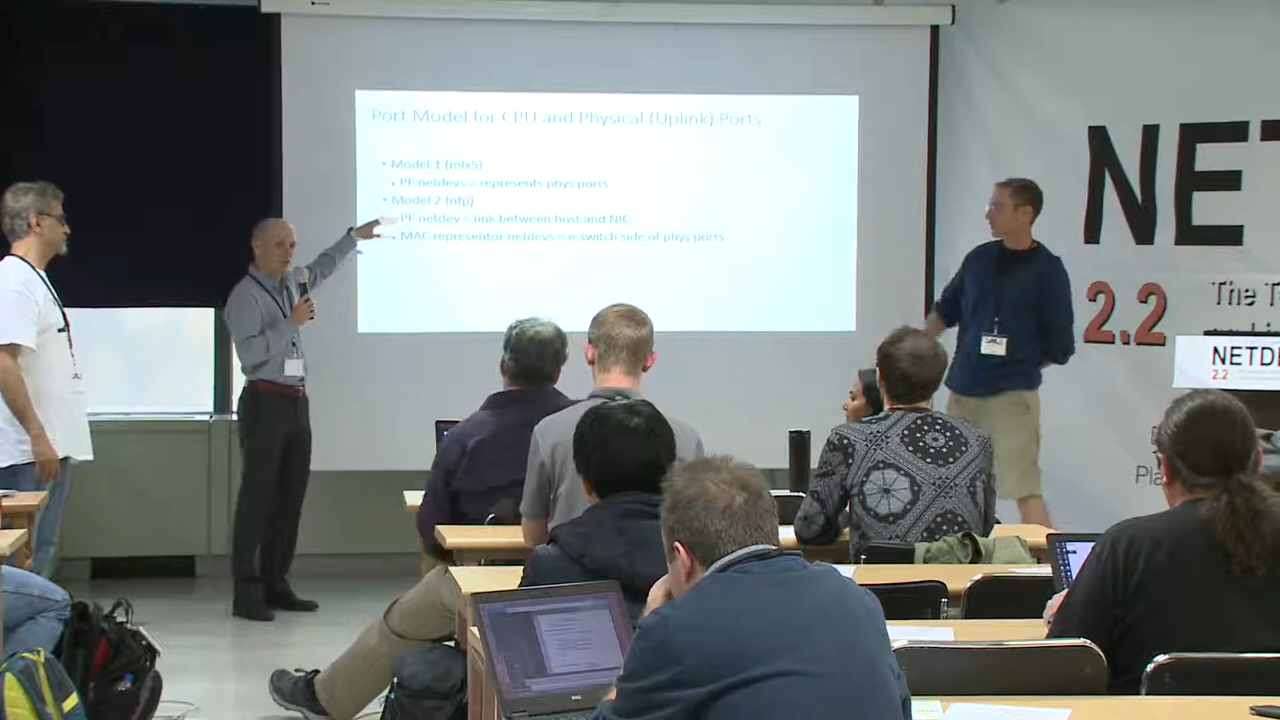 Port Model for CPU and Physical (Uplink) Ports
• Model 1 (mlx5)
• PF netdevs = represents phys ports
• Model 2 (nfp)
PF netdev = link between host and NIC
• MAC representor netdevs = e-switch side of phys ports
NET
2.2
The T
NETD
2.2
Pla
DELL